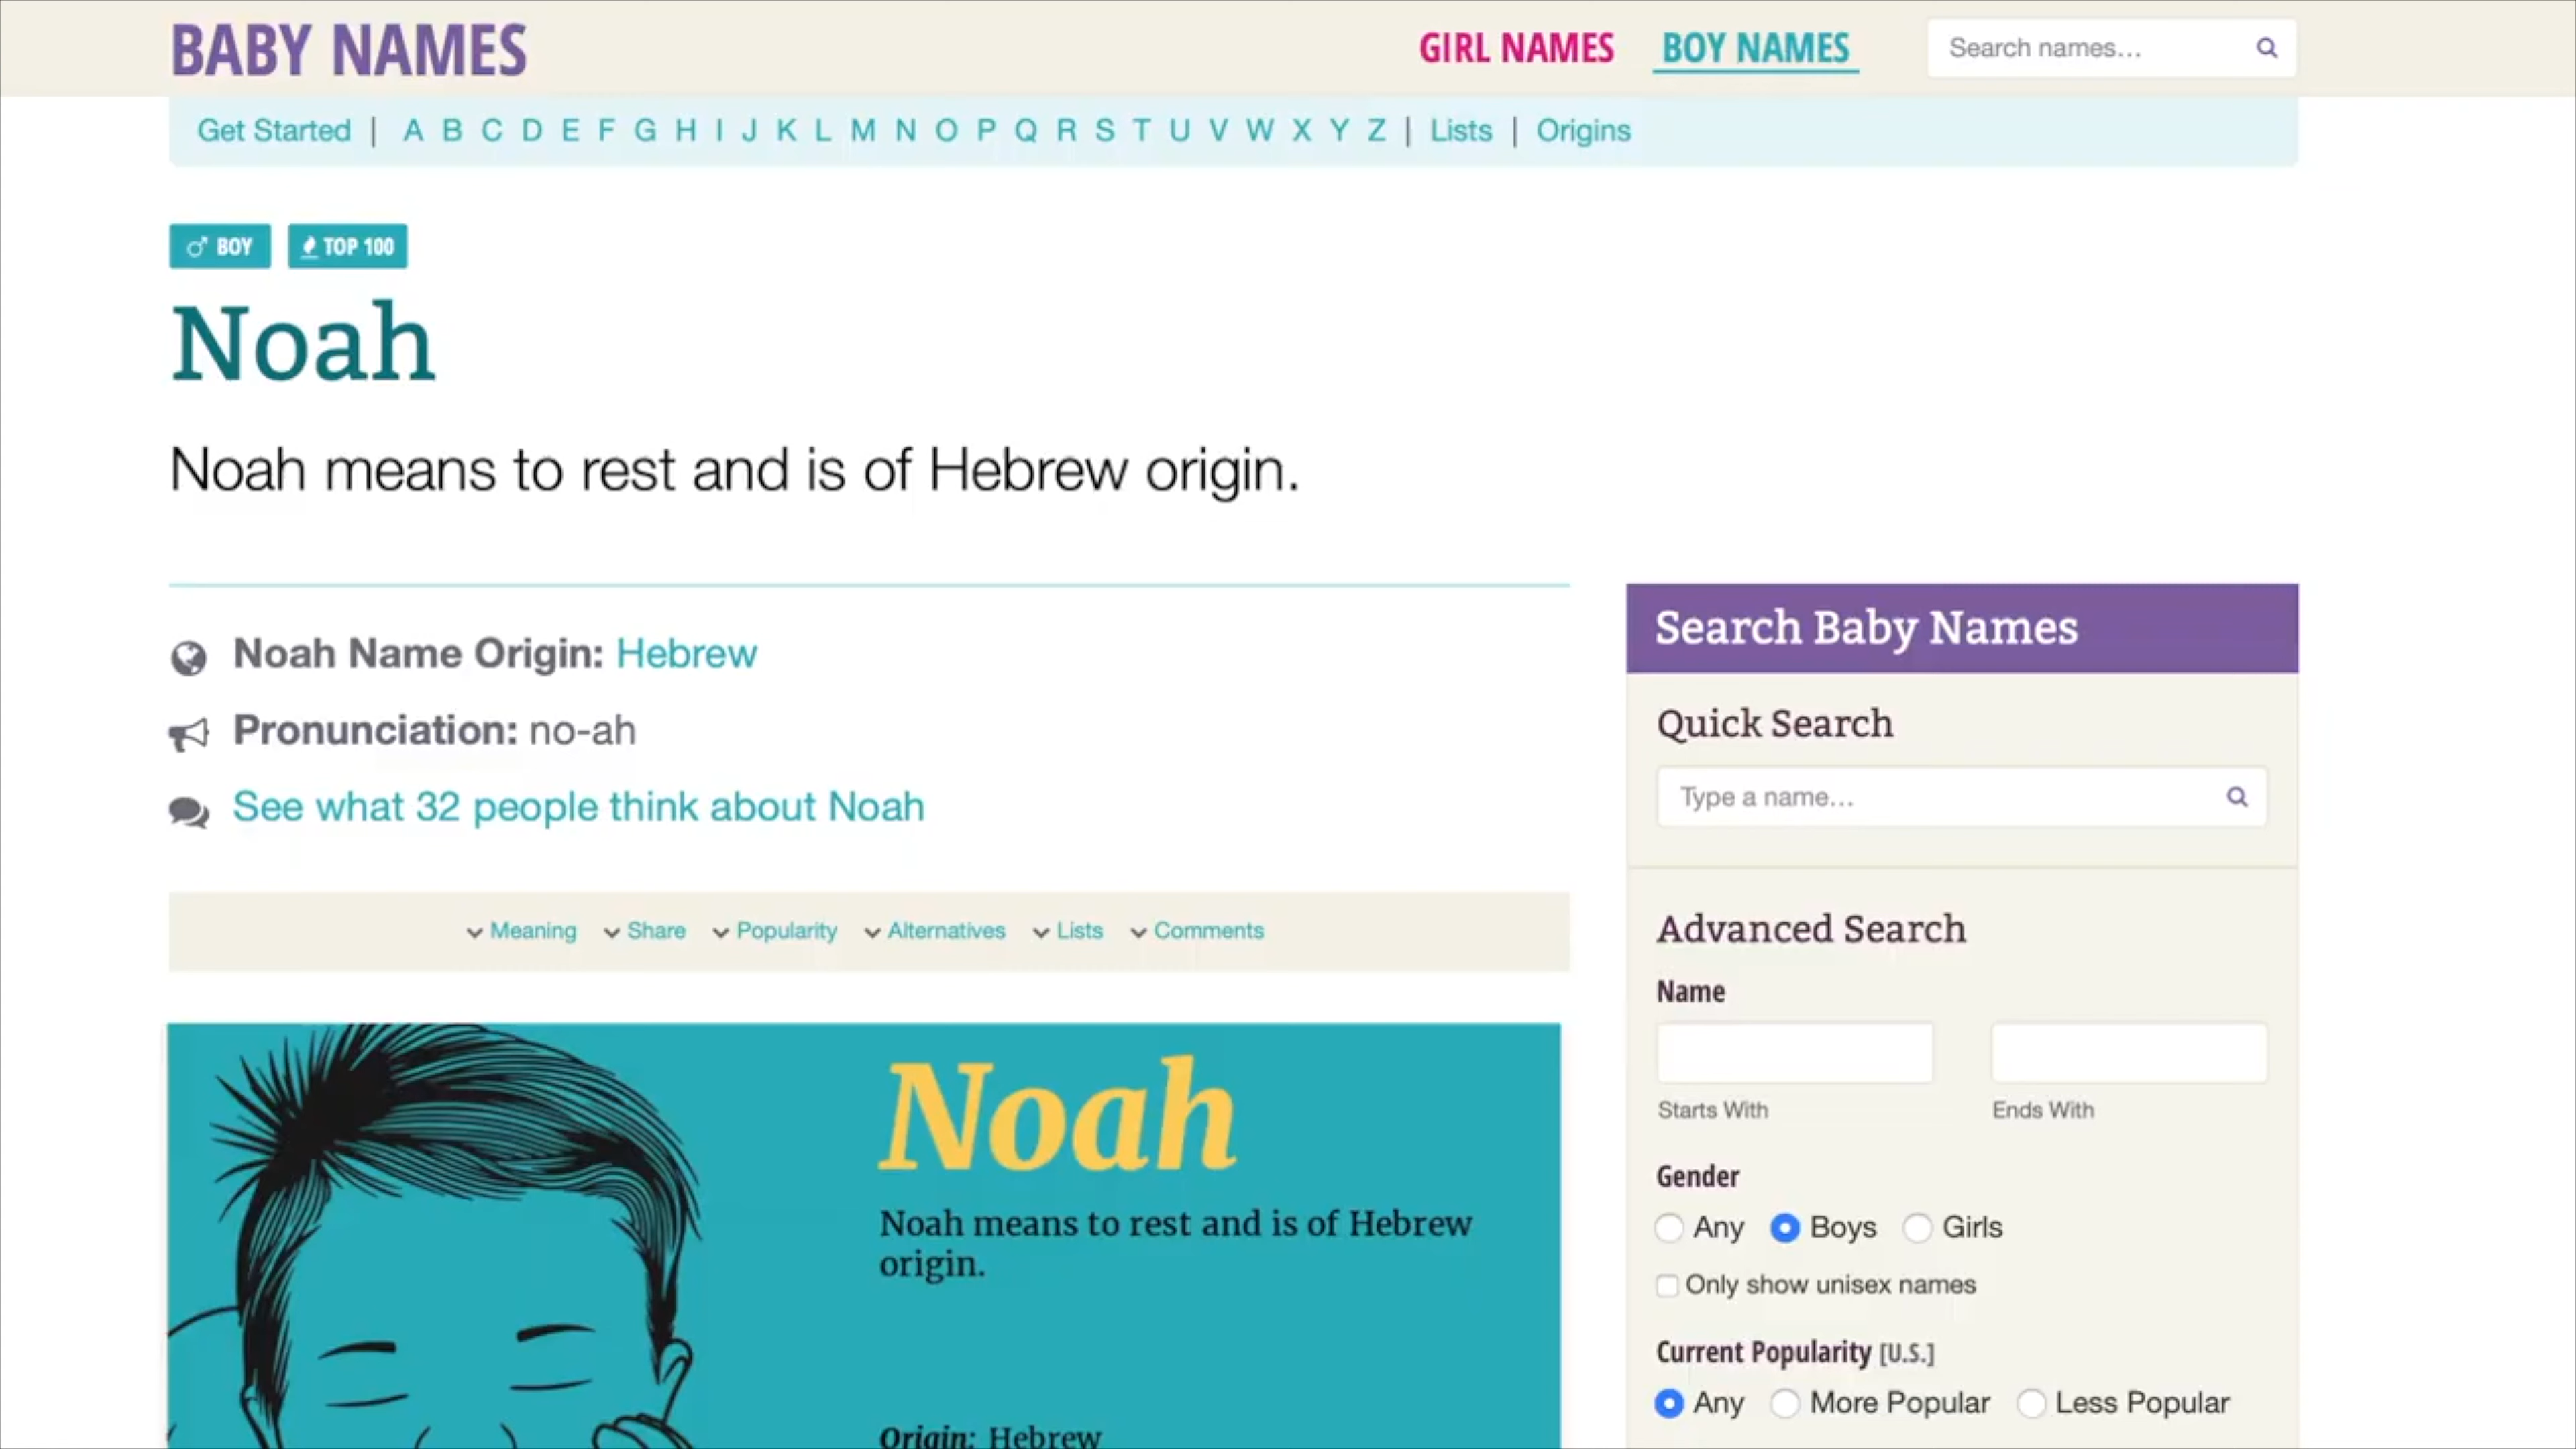 BABY NAMES
GIRL NAMES BOY NAMES Search names...
Get Started | A B C D E F G H I J K L M N O P Q R S T U V W X Y Z | Lists | Origins
BOY TOP 100
Noah
Noah means to rest and is of Hebrew origin.
Noah Name Origin: Hebrew
Pronunciation: no-ah
See what 32 people think about Noah
Meaning Share Popularity Alternatives Lists Comments
Noah
Noah means to rest and is of Hebrew
origin.
Origin: Hebrew
Search Baby Names
Quick Search
Type a name...
Advanced Search
Name
Starts With Ends With
Gender
Any Boys Girls
Only show unisex names
Current Popularity [U.S.]
Any More Popular Less Popular